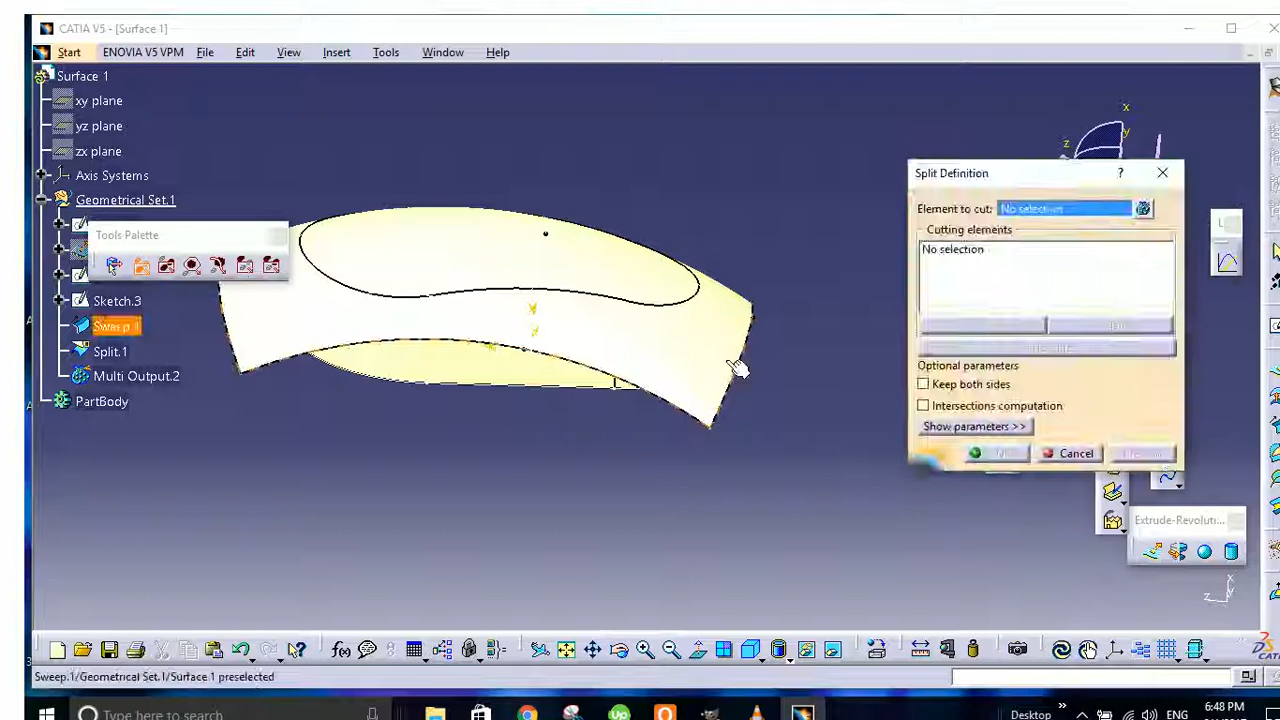 CATIA V5 - [Surface 1]
Start ENOVIA V5 VPM File Edit View Insert Tools Window Help
Surface 1
xy plane
yz plane
zx plane
Axis Systems
Geometrical Set.1
Tools Palette
Sketch.3
Sweep.1
Split.1
Multi Output.2
PartBody
x
y
z
Split Definition ?
Element to cut: No selection
Cutting elements
No selection
Optional parameters
Keep both sides
Intersections computation
Show parameters >>
Cancel
L
Extrude-Revoluti...
x
z
f(x)
Sweep.1/Geometrical Set.1/Surface 1 preselected
Type here to search
Up
Desktop
ENG
6:48 PM